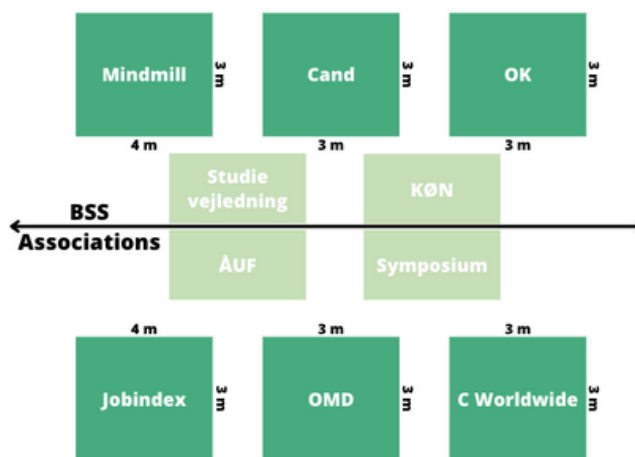 Mindmill
3 m
Cand
3 m
OK
3 m
4 m
3 m
3 m
Studie
vejledning
KØN
BSS
Associations
ÅUF
Symposium
4 m
3 m
3 m
Jobindex
3 m
OMD
3 m
C Worldwide
3 m